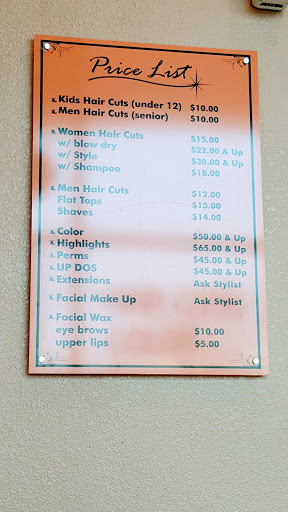 Price List
Kids Hair Cuts (under 12) $10.00
Men Hair Cuts (senior) $10.00
Women Hair Cuts $15.00
w/ blow dry $22.00 & Up
w/ Style $30.00 & Up
w/ Shampoo $18.00
Men Hair Cuts $12.00
Flat Tops $15.00
Shaves $14.00
Color $50.00 & Up
Highlights $65.00 & Up
Perms $45.00 & Up
UP DOS $45.00 & Up
Extensions Ask Stylist
Facial Make Up Ask Stylist
Facial Wax
eye brows $10.00
upper lips $5.00